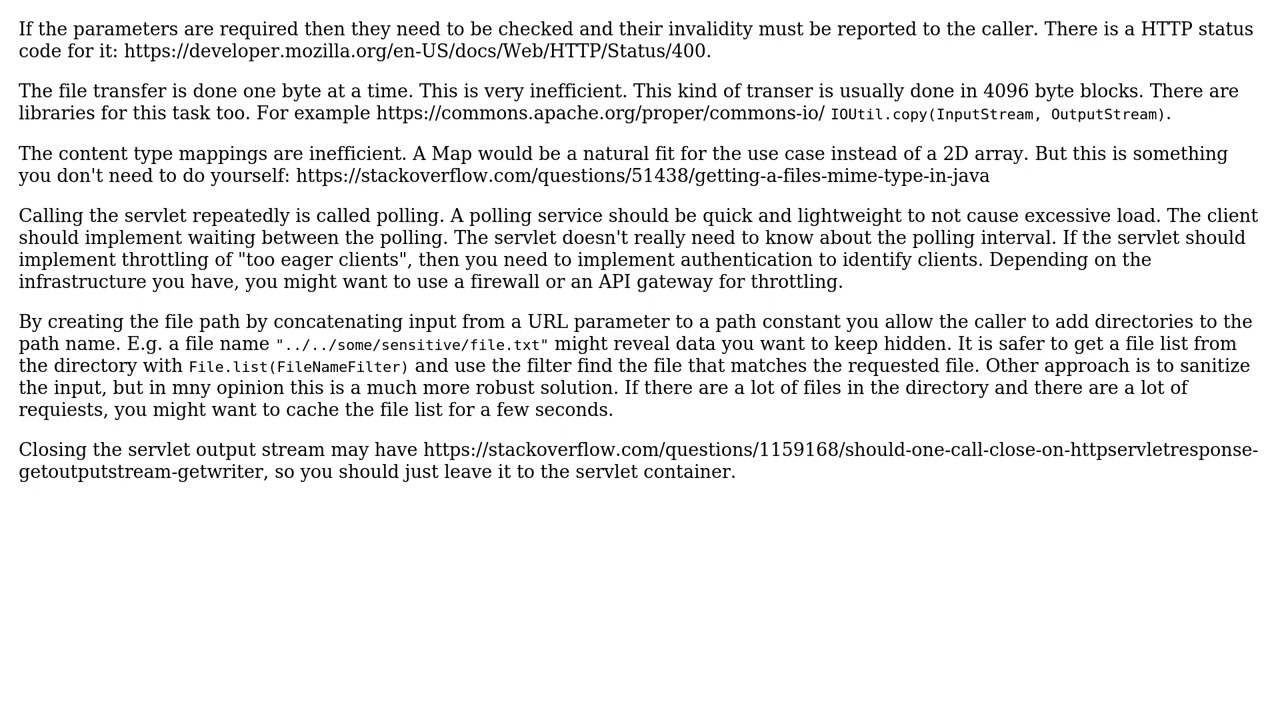 If the parameters are required then they need to be checked and their invalidity must be reported to the caller. There is a HTTP status
code for it: https://developer.mozilla.org/en-US/docs/Web/HTTP/Status/400.
The file transfer is done one byte at a time. This is very inefficient. This kind of transer is usually done in 4096 byte blocks. There are
libraries for this task too. For example https://commons.apache.org/proper/commons-io/ IOUtil.copy(InputStream, OutputStream).
The content type mappings are inefficient. A Map would be a natural fit for the use case instead of a 2D array. But this is something
you don't need to do yourself: https://stackoverflow.com/questions/51438/getting-a-files-mime-type-in-java
Calling the servlet repeatedly is called polling. A polling service should be quick and lightweight to not cause excessive load. The client
should implement waiting between the polling. The servlet doesn't really need to know about the polling interval. If the servlet should
implement throttling of "too eager clients", then you need to implement authentication to identify clients. Depending on the
infrastructure you have, you might want to use a firewall or an API gateway for throttling.
By creating the file path by concatenating input from a URL parameter to a path constant you allow the caller to add directories to the
path name. E.g. a file name "../../some/sensitive/file.txt" might reveal data you want to keep hidden. It is safer to get a file list from
the directory with File.list(FileNameFilter) and use the filter find the file that matches the requested file. Other approach is to sanitize
the input, but in mny opinion this is a much more robust solution. If there are a lot of files in the directory and there are a lot of
requiests, you might want to cache the file list for a few seconds.
Closing the servlet output stream may have https://stackoverflow.com/questions/1159168/should-one-call-close-on-httpservletresponse-
getoutputstream-getwriter, so you should just leave it to the servlet container.